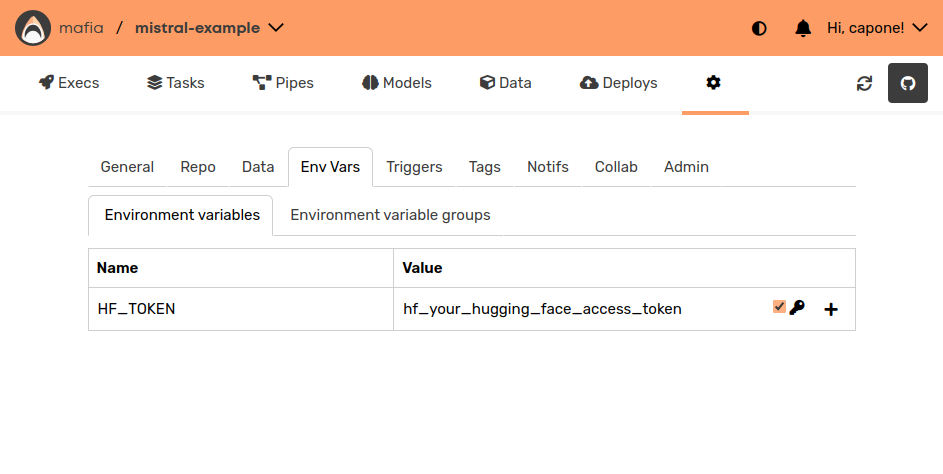 mafia / mistral-example Hi, capone!
Execs Tasks Pipes Models Data Deploys
General Repo Data Env Vars Triggers Tags Notifs Collab Admin
Environment variables Environment variable groups
Name Value
HF_TOKEN hf_your_hugging_face_access_token